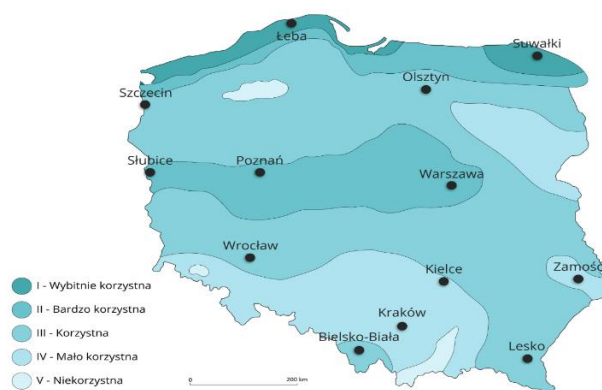 Łeba
Suwałki
Olsztyn
Szczecin
Słubice
Poznań
Warszawa
Wrocław
Kielce
Zamość
Kraków
Bielsko-Biała
Lesko
I - Wybitnie korzystna
II - Bardzo korzystna
III - Korzystna
IV - Mało korzystna
V - Niekorzystna
0 200 km